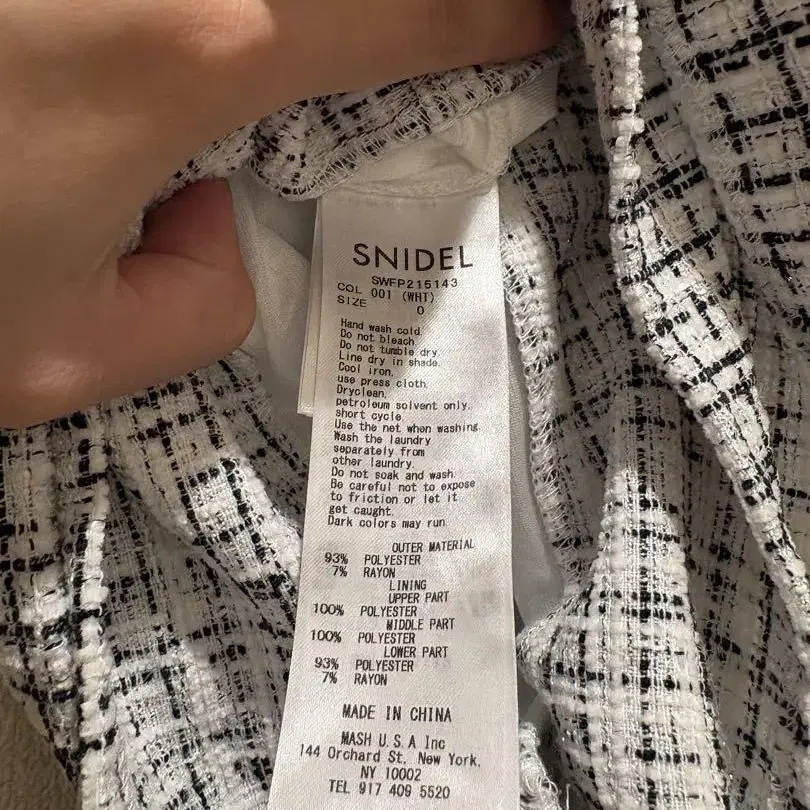 SNIDEL
SWFP215143
COL 001 (WHT)
SIZE 0
Hand wash cold.
Do not bleach.
Do not tumble dry.
Line dry in shade.
Cool iron.
use press cloth.
Dryclean,
petroleum solvent only.
short cycle.
Use the net when washing.
Wash the laundry
separately from
other laundry.
Do not soak and wash.
Be careful not to expose
to friction or let it
get caught.
Dark colors may run.
OUTER MATERIAL
93% POLYESTER
7% RAYON
LINING
UPPER PART
100% POLYESTER
MIDDLE PART
100% POLYESTER
LOWER PART
93% POLYESTER
7% RAYON
MADE IN CHINA
MASH U.S.A Inc
144 Orchard St. New York,
NY 10002
TEL 917 409 5520